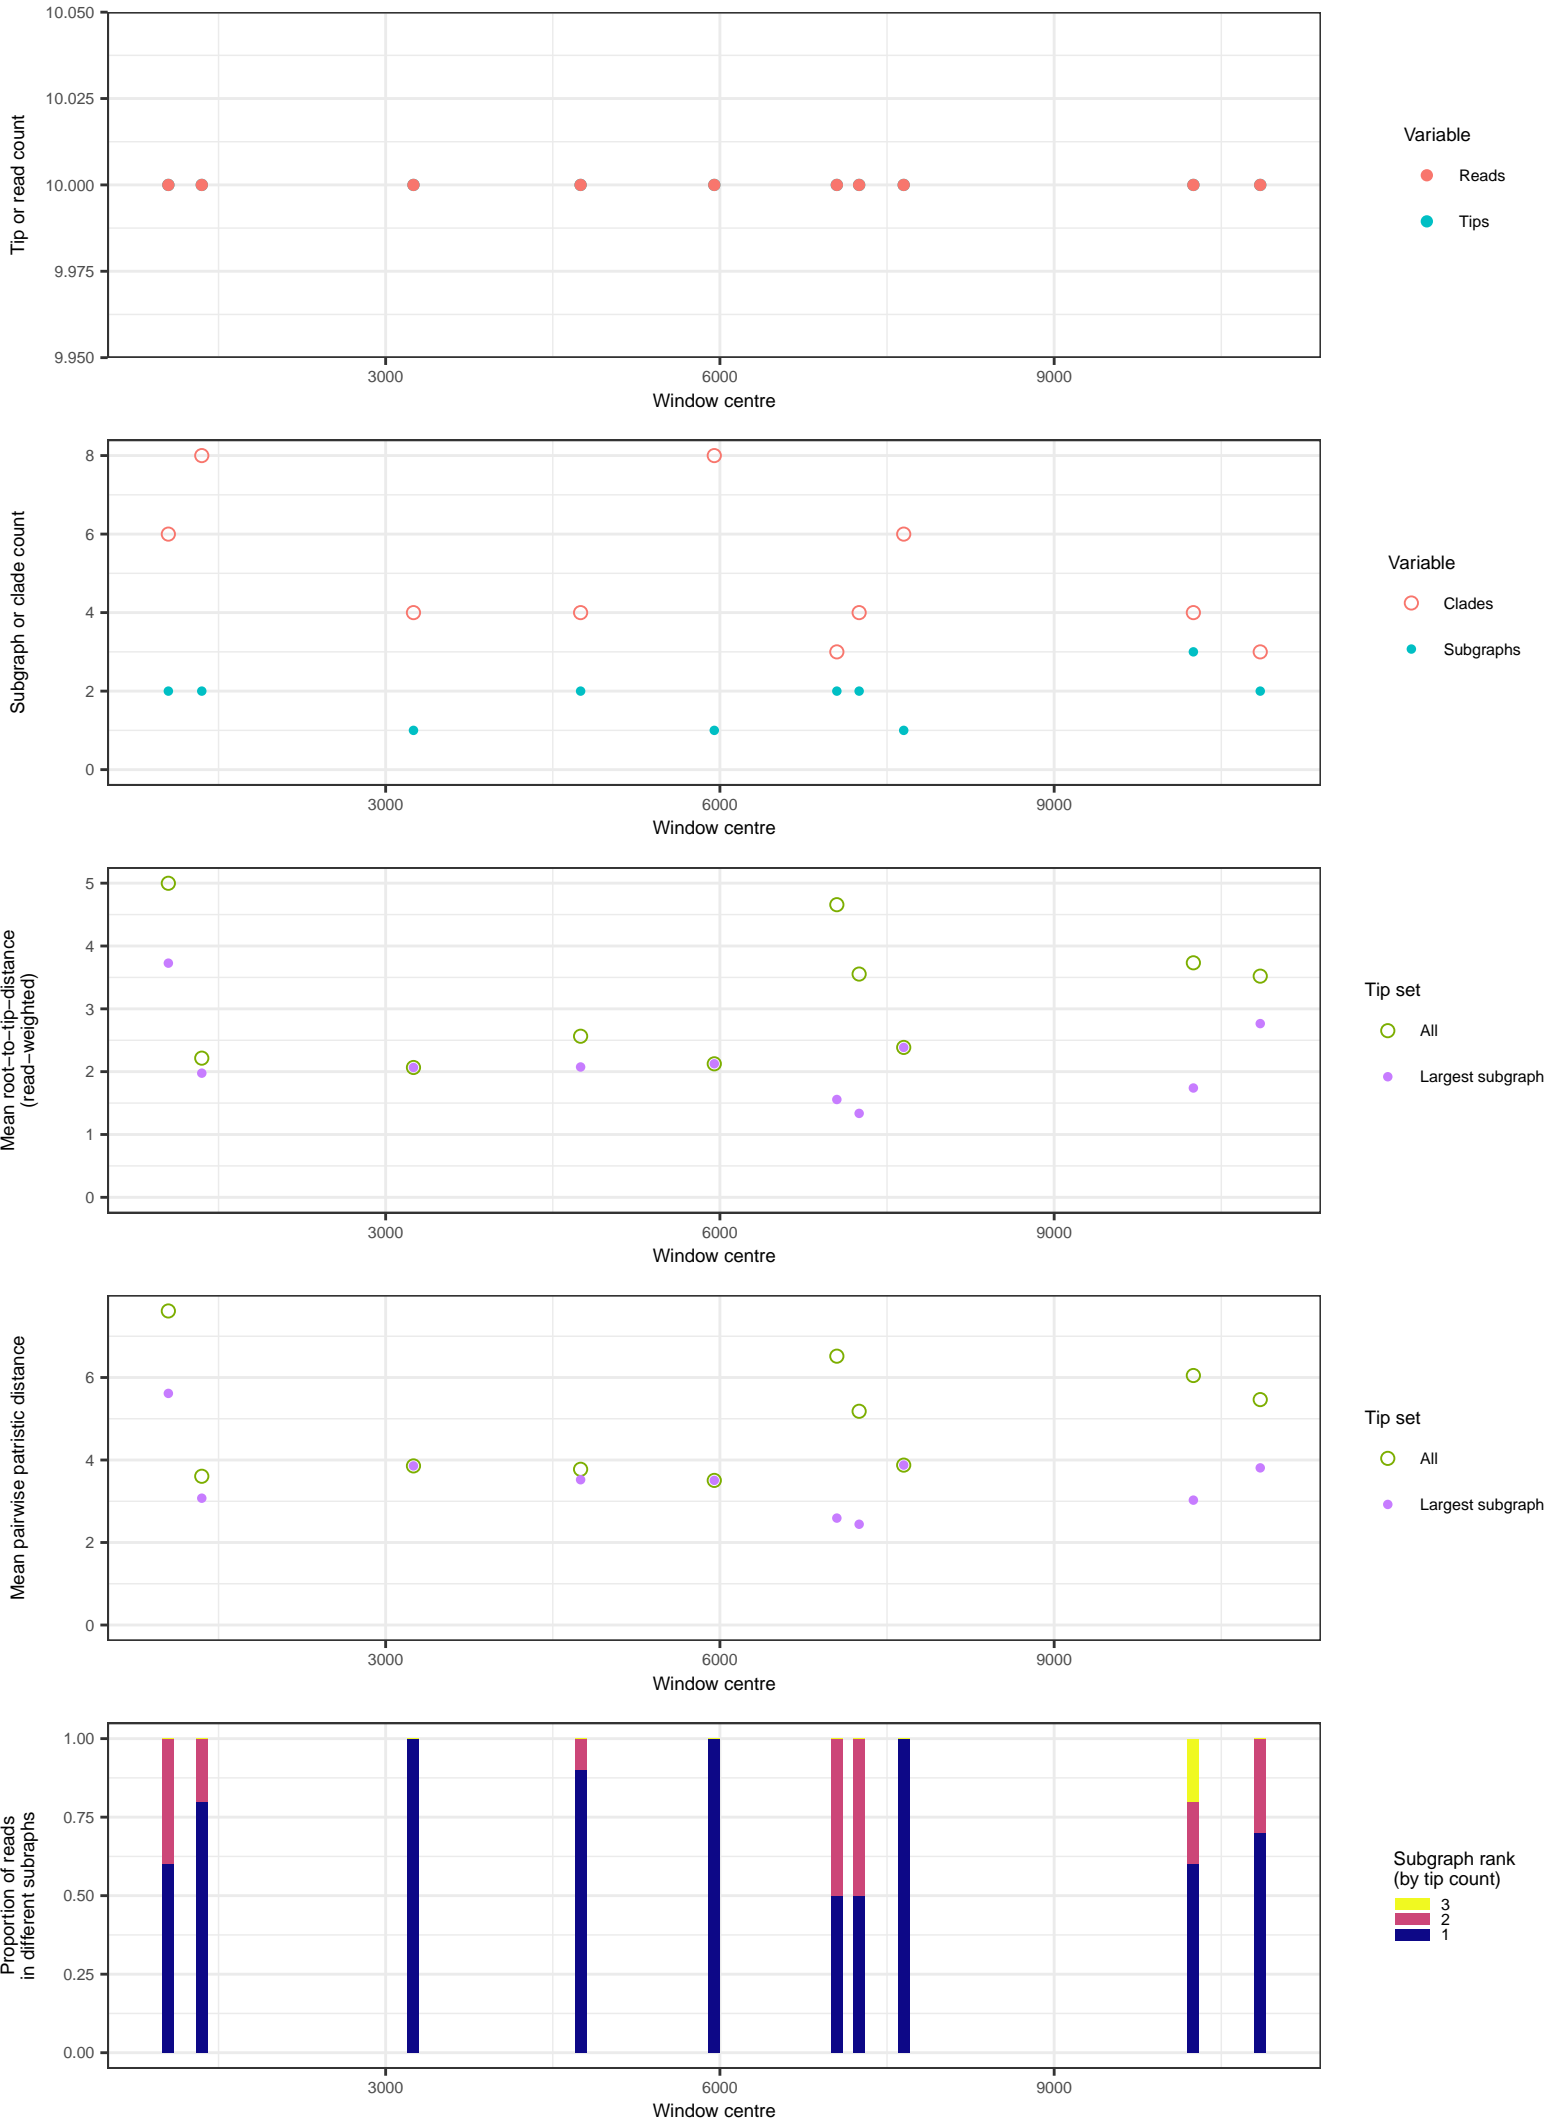 10.050
10.025
10.000
9.975
9.950
Tip or read count
3000
6000
9000
Window centre
Variable
Reads
Tips
8
6
4
2
0
Subgraph or clade count
3000
6000
9000
Window centre
Variable
Clades
Subgraphs
5
4
3
2
1
0
Mean root−to−tip−distance
(read−weighted)
3000
6000
9000
Window centre
Tip set
All
Largest subgraph
6
4
2
0
Mean pairwise patristic distance
3000
6000
9000
Window centre
Tip set
All
Largest subgraph
1.00
0.75
0.50
0.25
0.00
Proportion of reads
in different subraphs
3000
6000
9000
Window centre
Subgraph rank
(by tip count)
3
2
1